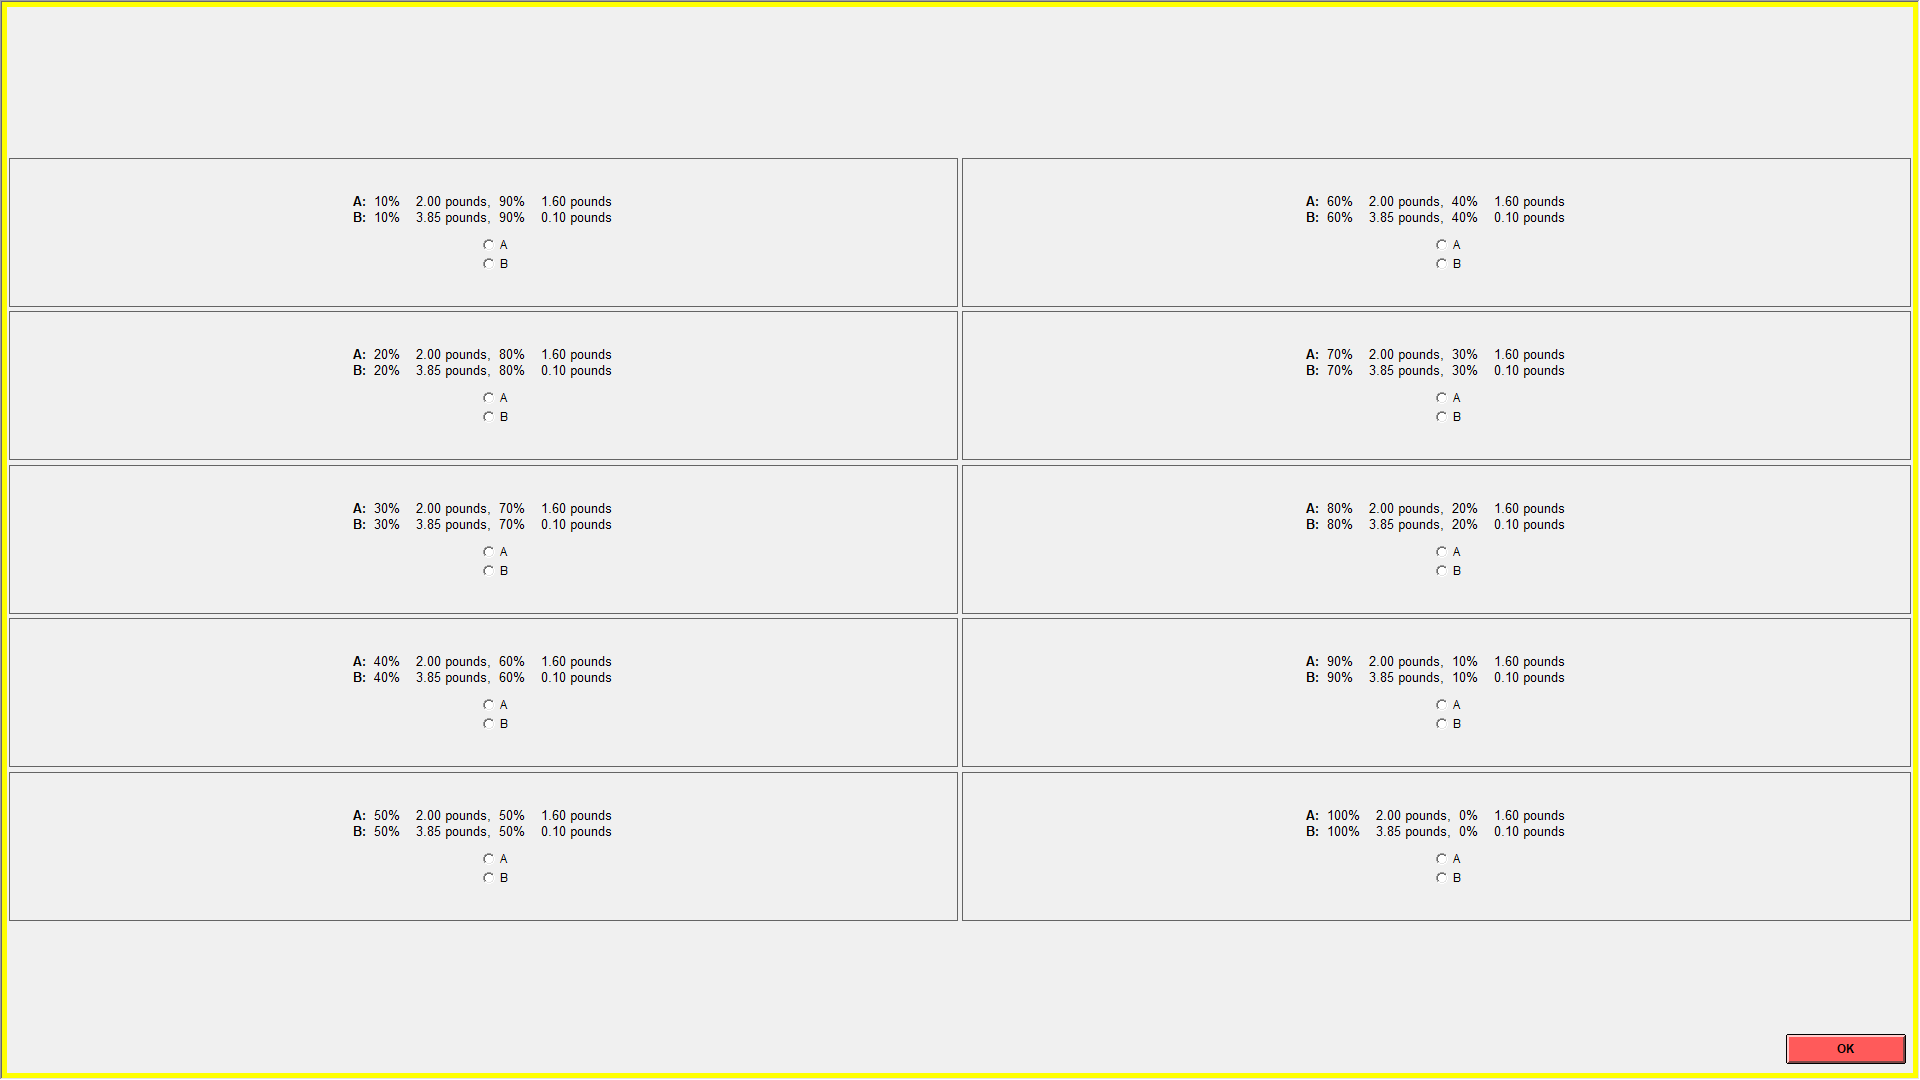 A: 10% 2.00 pounds, 90% 1.60 pounds
B: 10% 3.85 pounds, 90% 0.10 pounds
A
B
A: 20% 2.00 pounds, 80% 1.60 pounds
B: 20% 3.85 pounds, 80% 0.10 pounds
A
B
A: 30% 2.00 pounds, 70% 1.60 pounds
B: 30% 3.85 pounds, 70% 0.10 pounds
A
B
A: 40% 2.00 pounds, 60% 1.60 pounds
B: 40% 3.85 pounds, 60% 0.10 pounds
A
B
A: 50% 2.00 pounds, 50% 1.60 pounds
B: 50% 3.85 pounds, 50% 0.10 pounds
A
B
A: 60% 2.00 pounds, 40% 1.60 pounds
B: 60% 3.85 pounds, 40% 0.10 pounds
A
B
A: 70% 2.00 pounds, 30% 1.60 pounds
B: 70% 3.85 pounds, 30% 0.10 pounds
A
B
A: 80% 2.00 pounds, 20% 1.60 pounds
B: 80% 3.85 pounds, 20% 0.10 pounds
A
B
A: 90% 2.00 pounds, 10% 1.60 pounds
B: 90% 3.85 pounds, 10% 0.10 pounds
A
B
A: 100% 2.00 pounds, 0% 1.60 pounds
B: 100% 3.85 pounds, 0% 0.10 pounds
A
B
OK